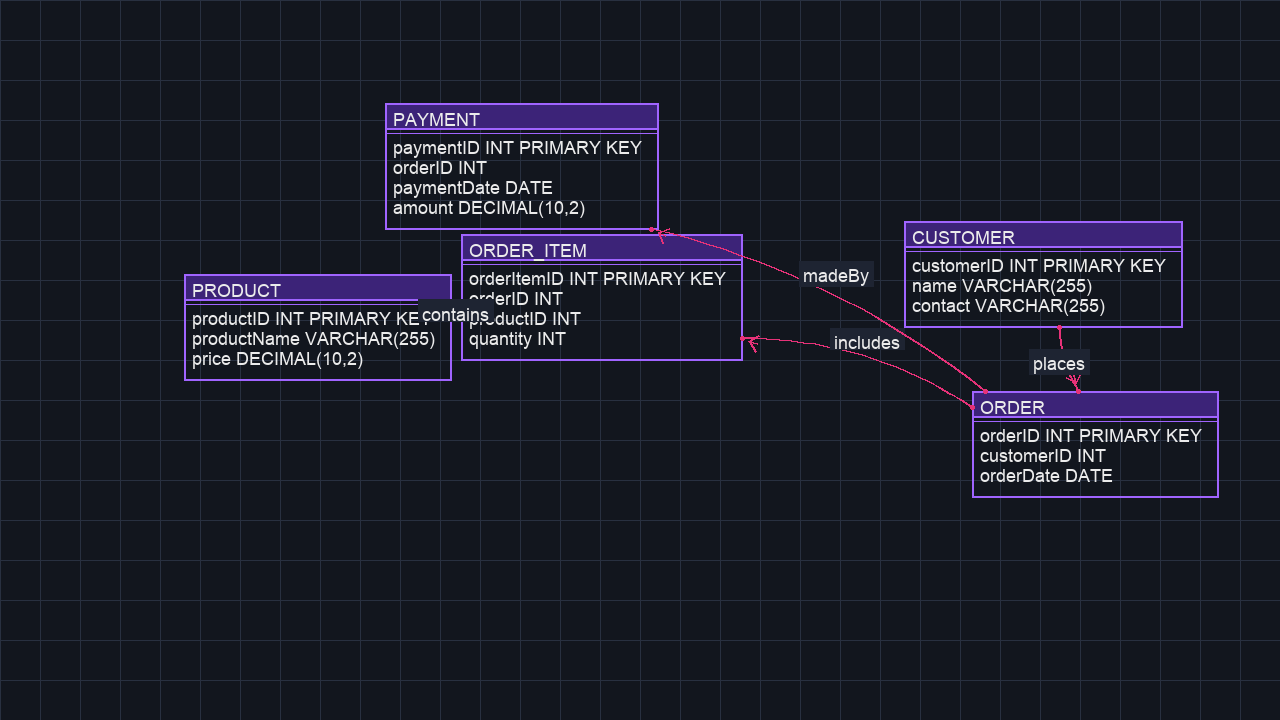 PAYMENT
paymentID INT PRIMARY KEY
orderID INT
paymentDate DATE
amount DECIMAL(10,2)
ORDER_ITEM
orderItemID INT PRIMARY KEY
orderID INT
productID INT
quantity INT
PRODUCT
productID INT PRIMARY KEY
productName VARCHAR(255)
price DECIMAL(10,2)
contains
CUSTOMER
customerID INT PRIMARY KEY
name VARCHAR(255)
contact VARCHAR(255)
madeBy
includes
places
ORDER
orderID INT PRIMARY KEY
customerID INT
orderDate DATE